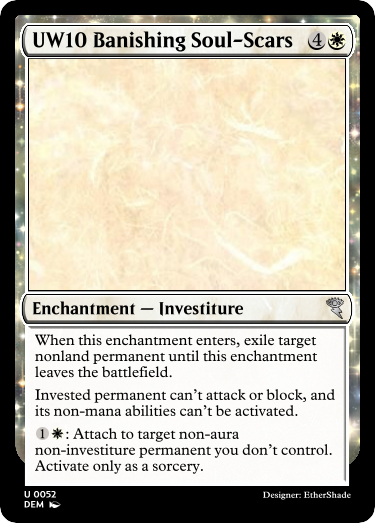 UW10 Banishing Soul-Scars 4
Enchantment — Investiture
When this enchantment enters, exile target
nonland permanent until this enchantment
leaves the battlefield.
Invested permanent can't attack or block, and
its non-mana abilities can't be activated.
1 : Attach to target non-aura
non-investiture permanent you don't control.
Activate only as a sorcery.
U 0052
DEM
Designer: EtherShade